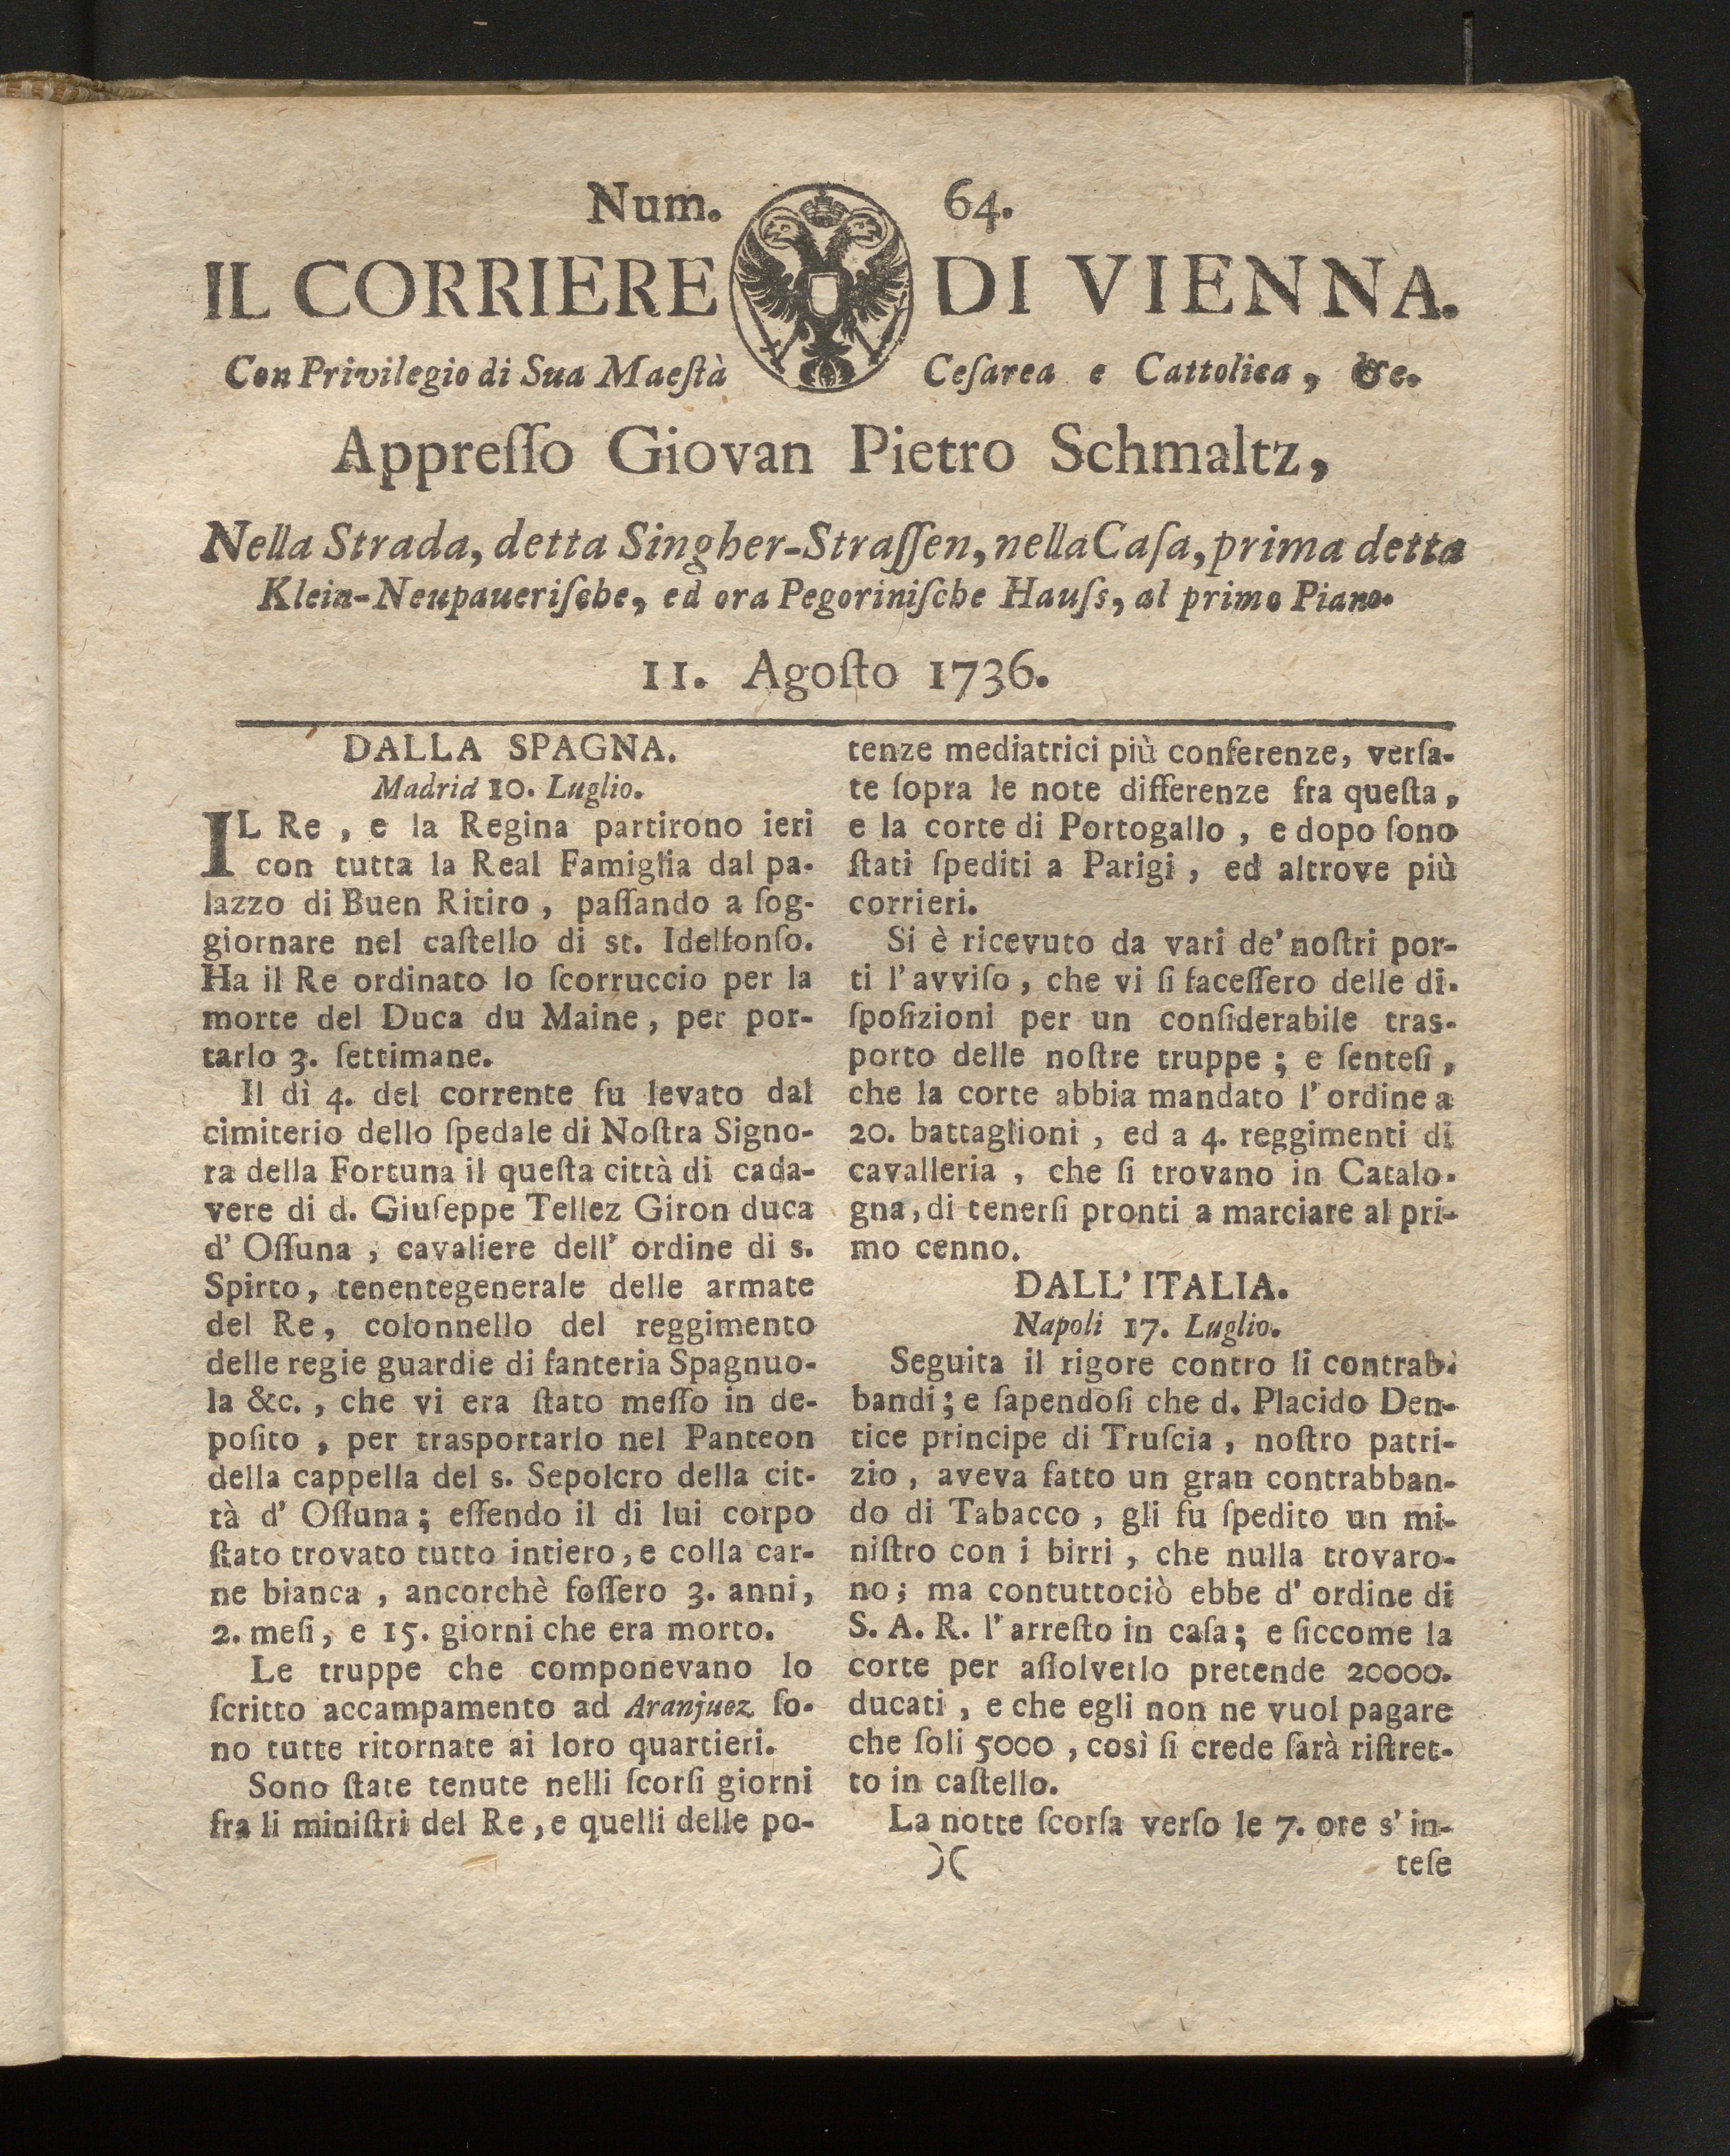 Num. 64.
IL CORRIERE DI VIENNA.
Con Privilegio di Sua Maeſtà Ceſarea e Cattolica, &c.
Appreſſo Giovan Pietro Schmaltz,
Nella Strada, detta Singher-Straſſen, nella Caſa, prima detta
Klein-Neupaueriſche, ed ora Pegoriniſche Hauſs, al primo Piano.
11. Agoſto 1736.
DALLA SPAGNA.
Madrid 10. Luglio.
IL Re, e la Regina partirono ieri
con tutta la Real Famiglia dal pa-
lazzo di Buen Ritiro, paſſando a ſog-
giornare nel caſtello di st. Idelfonſo.
Ha il Re ordinato lo ſcorruccio per la
morte del Duca du Maine, per por-
tarlo 3. ſettimane.
Il dì 4. del corrente fu levato dal
cimiterio dello ſpedale di Noſtra Signo-
ra della Fortuna il queſta città di cada-
vere di d. Giuſeppe Tellez Giron duca
d' Oſſuna, cavaliere dell' ordine di s.
Spirto, tenentegenerale delle armate
del Re, colonnello del reggimento
delle regie guardie di fanteria Spagnuo-
la &c., che vi era ſtato meſſo in de-
poſito, per trasportarlo nel Panteon
della cappella del s. Sepolcro della cit-
tà d' Oſſuna; eſſendo il di lui corpo
ſtato trovato tutto intiero, e colla car-
ne bianca, ancorchè foſſero 3. anni,
2. meſi, e 15. giorni che era morto.
Le truppe che componevano lo
ſcritto accampamento ad Aranjuez ſo-
no tutte ritornate ai loro quartieri.
Sono ſtate tenute nelli ſcorſi giorni
fra li miniſtri del Re, e quelli delle po-
tenze mediatrici più conferenze, verſa-
te ſopra le note differenze fra queſta,
e la corte di Portogallo, e dopo ſono
ſtati ſpediti a Parigi, ed altrove più
corrieri.
Si è ricevuto da vari de' noſtri por-
ti l' avviſo, che vi ſi faceſſero delle di-
ſpoſizioni per un conſiderabile tras-
porto delle noſtre truppe; e ſenteſi,
che la corte abbia mandato l' ordine a
20. battaglioni, ed a 4. reggimenti di
cavalleria, che ſi trovano in Catalo-
gna, di tenerſi pronti a marciare al pri-
mo cenno.
DALL' ITALIA.
Napoli 17. Luglio.
Seguita il rigore contro li contrab-
bandi; e ſapendoſi che d. Placido Den-
tice principe di Truſcia, noſtro patri-
zio, aveva fatto un gran contrabban-
do di Tabacco, gli fu ſpedito un mi-
niſtro con i birri, che nulla trovaro-
no; ma contuttociò ebbe d' ordine di
S. A. R. l' arreſto in caſa; e ſiccome la
corte per aſſolverlo pretende 20000.
ducati, e che egli non ne vuol pagare
che ſoli 5000, così ſi crede ſarà riſtret-
to in caſtello.
La notte ſcorſa verſo le 7. ore s' in-
)( teſe